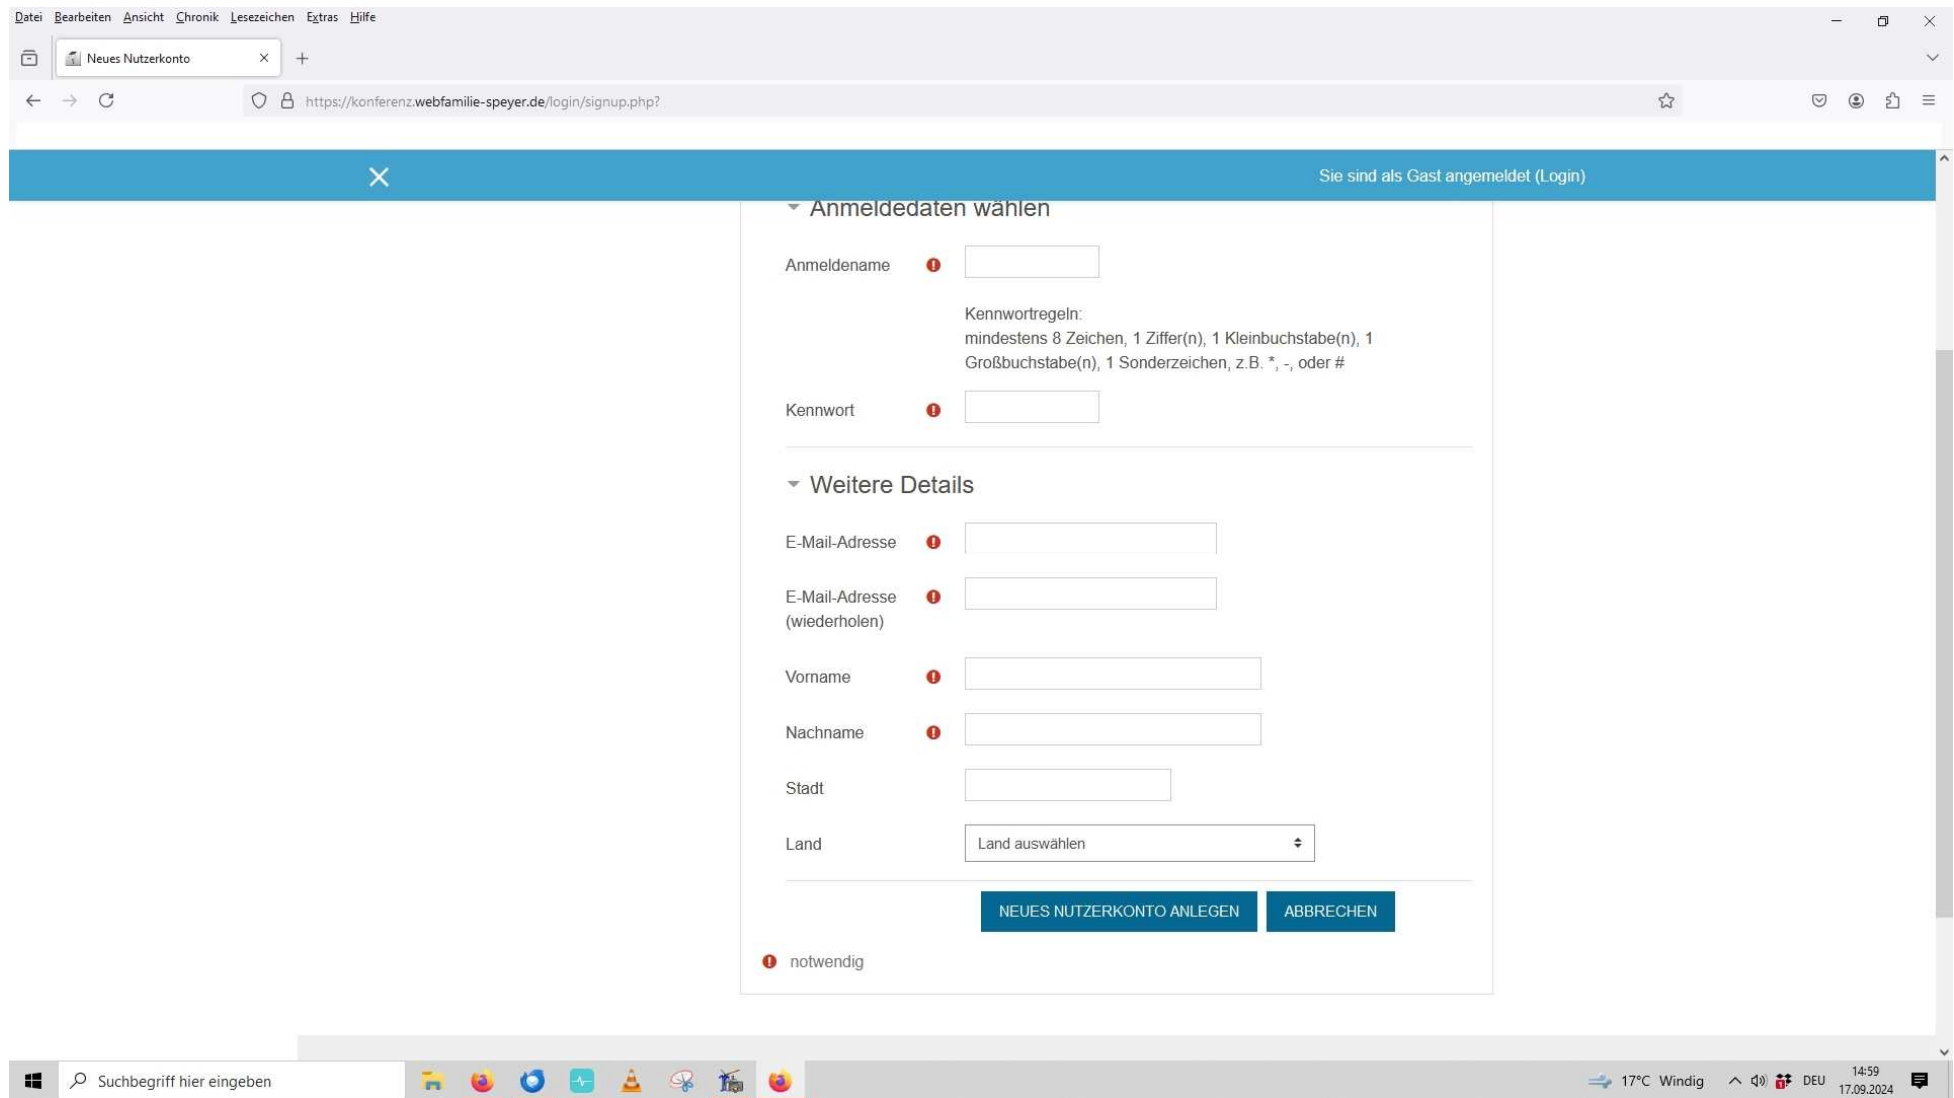 Datei Bearbeiten Ansicht Chronik Lesezeichen Extras Hilfe
Neues Nutzerkonto
https://konferenz.webfamilie-speyer.de/login/signup.php?
Sie sind als Gast angemeldet (Login)
Anmeldedaten wählen
Anmeldename
Kennwortregeln:
mindestens 8 Zeichen, 1 Ziffer(n), 1 Kleinbuchstabe(n), 1
Großbuchstabe(n), 1 Sonderzeichen, z.B. *, -, oder #
Kennwort
Weitere Details
E-Mail-Adresse
E-Mail-Adresse
(wiederholen)
Vorname
Nachname
Stadt
Land
Land auswählen
NEUES NUTZERKONTO ANLEGEN ABBRECHEN
notwendig
Suchbegriff hier eingeben
17°C Windig
DEU
14:59
17.09.2024